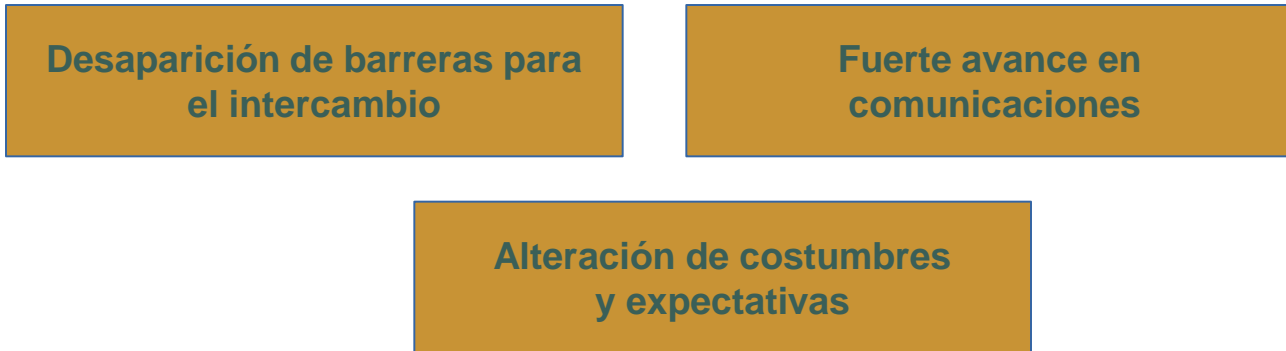 Desaparición de barreras para
el intercambio
Fuerte avance en
comunicaciones
Alteración de costumbres
y expectativas